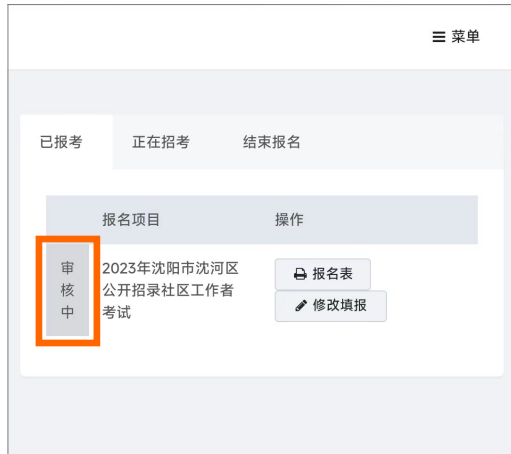 菜单
已报考 正在招考 结束报名
报名项目 操作
审核中
2023年沈阳市沈河区
公开招录社区工作者
考试
报名表
修改填报